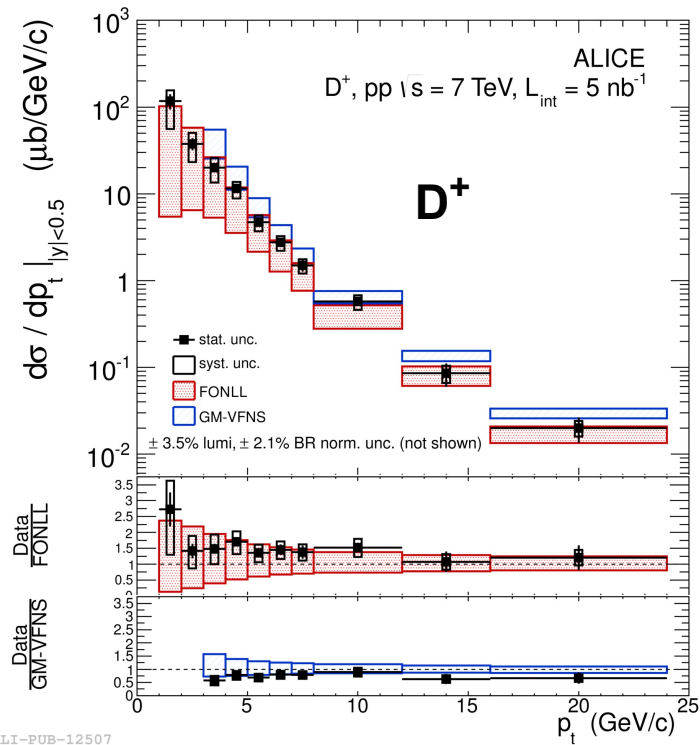 dσ / dp_t |_|y|<0.5 (μb/GeV/c)
10^3
10^2
10
1
10^-1
10^-2
ALICE
D^+, pp \s = 7 TeV, L_int = 5 nb^-1
D^+
stat. unc.
syst. unc.
FONLL
GM-VFNS
± 3.5% lumi, ± 2.1% BR norm. unc. (not shown)
Data
FONLL
3.5
3
2.5
2
1.5
1
0.5
0
Data
GM-VFNS
3.5
3
2.5
2
1.5
1
0.5
0
0 5 10 15 20 25
p_t (GeV/c)
LI-PUB-12507